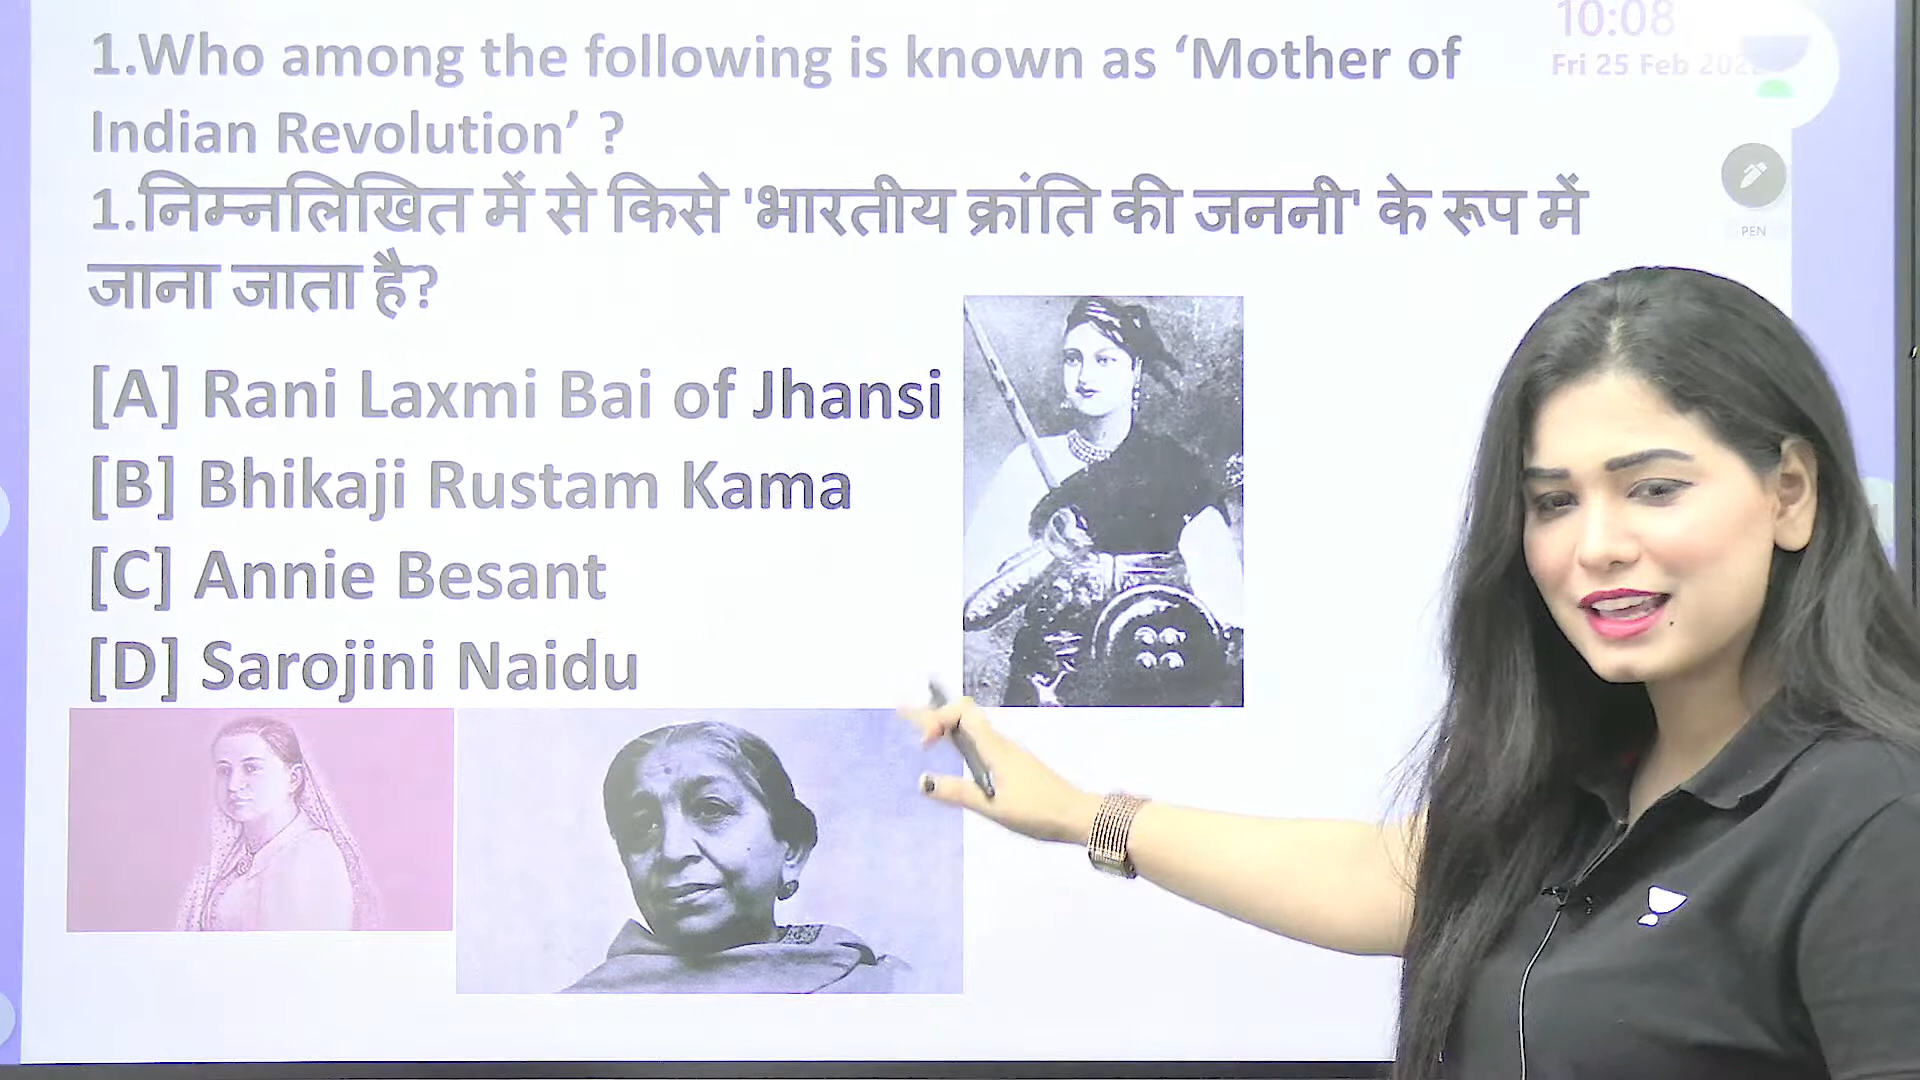 10:08
Fri 25 Feb
1.Who among the following is known as ‘Mother of
Indian Revolution’ ?
1.निम्नलिखित में से किसे 'भारतीय क्रांति की जननी' के रूप में
जाना जाता है?
[A] Rani Laxmi Bai of Jhansi
[B] Bhikaji Rustam Kama
[C] Annie Besant
[D] Sarojini Naidu
PEN